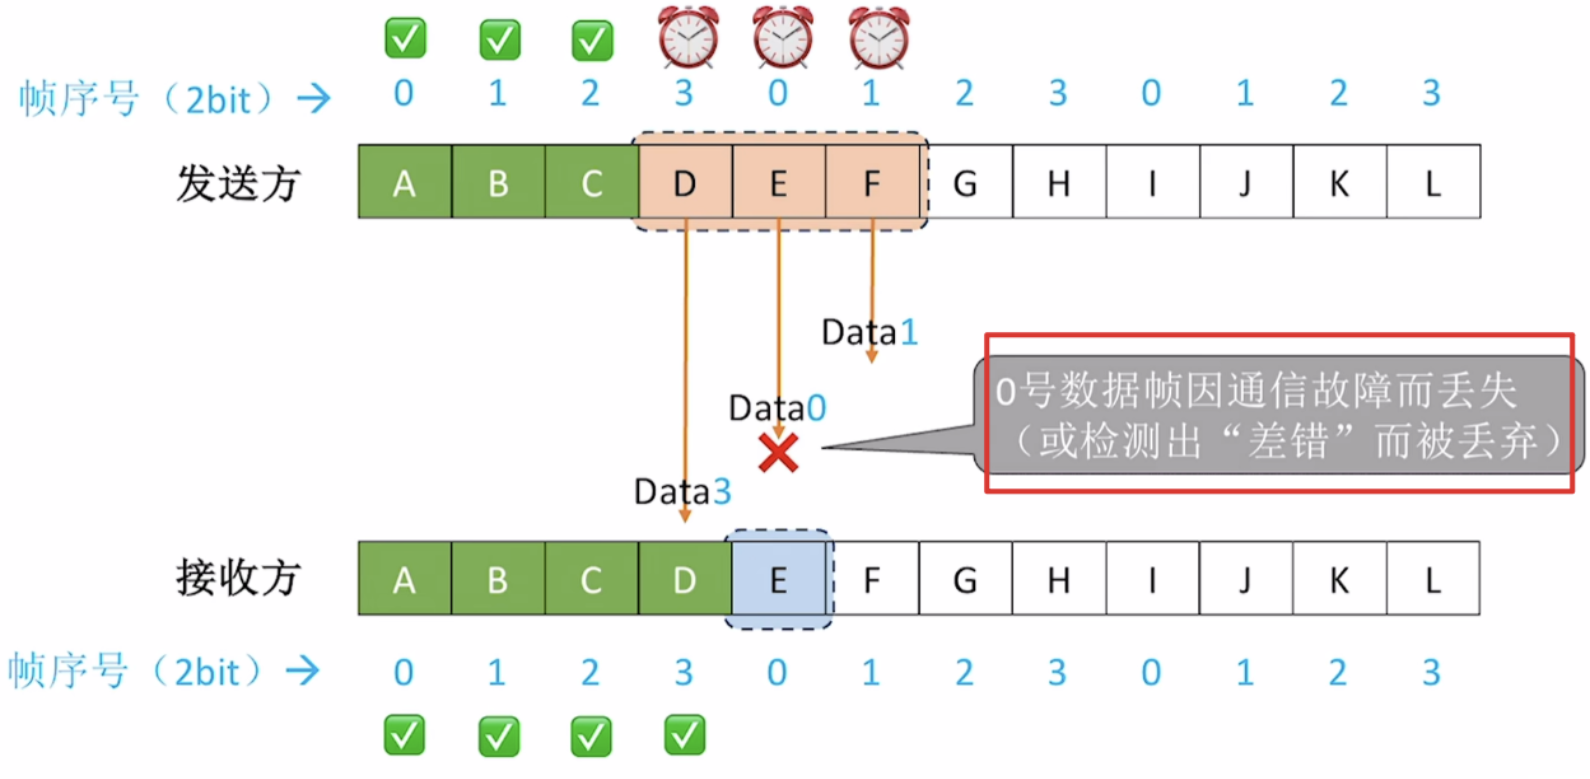 帧序号（2bit）→ 0 1 2 3 0 1 2 3 0 1 2 3
发送方 A B C D E F G H I J K L
Data1
0号数据帧因通信故障而丢失
（或检测出“差错”而被丢弃）
Data0
Data3
接收方 A B C D E F G H I J K L
帧序号（2bit）→ 0 1 2 3 0 1 2 3 0 1 2 3